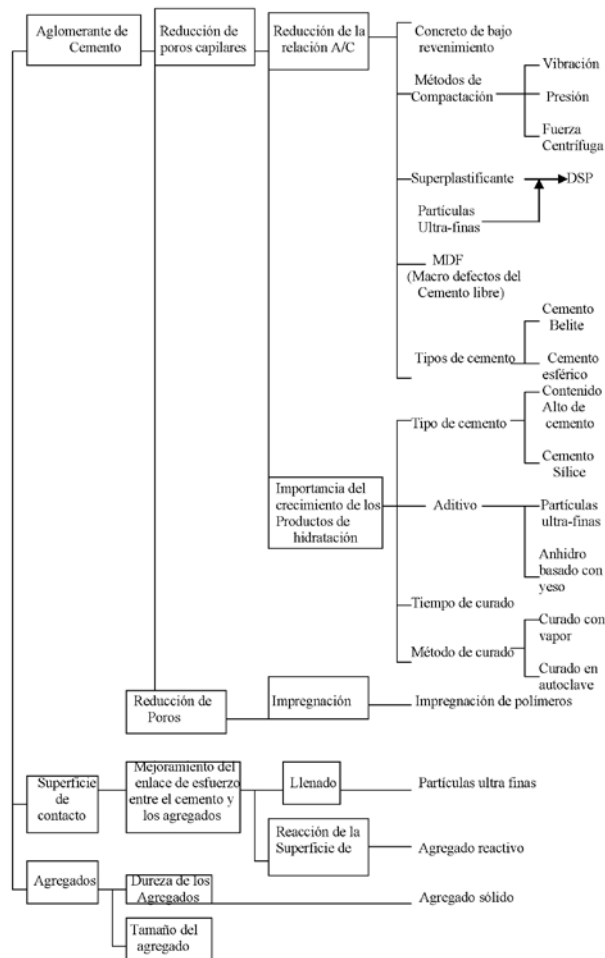 Aglomerante de
Cemento
Reducción de
poros capilares
Reducción de la
relación A/C
Concreto de bajo
revenimiento
Métodos de
Compactación
Vibración
Presión
Fuerza
Centrífuga
Superplastificante
DSP
Partículas
Ultra-finas
MDF
(Macro defectos del
Cemento libre)
Tipos de cemento
Cemento
Belite
Cemento
esférico
Importancia del
crecimiento de los
Productos de
hidratación
Tipo de cemento
Contenido
Alto de
cemento
Cemento
Sílice
Aditivo
Partículas
ultra-finas
Anhidro
basado con
yeso
Tiempo de curado
Método de curado
Curado con
vapor
Curado en
autoclave
Reducción de
Poros
Impregnación
Impregnación de polímeros
Superficie
de
contacto
Mejoramiento del
enlace de esfuerzo
entre el cemento y
los agregados
Llenado
Partículas ultra finas
Reacción de la
Superficie de
Agregado reactivo
Agregados
Dureza de los
Agregados
Agregado sólido
Tamaño del
agregado